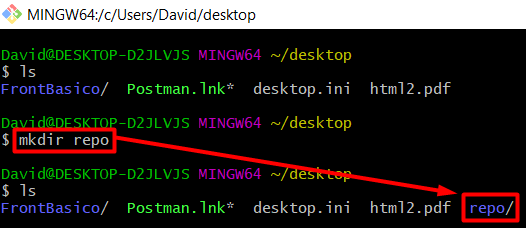 MINGW64:/c/Users/David/desktop
David@DESKTOP-D2JLVJS MINGW64 ~/desktop
$ ls
FrontBasico/  Postman.lnk*  desktop.ini  html2.pdf
David@DESKTOP-D2JLVJS MINGW64 ~/desktop
$ mkdir repo
David@DESKTOP-D2JLVJS MINGW64 ~/desktop
$ ls
FrontBasico/  Postman.lnk*  desktop.ini  html2.pdf  repo/